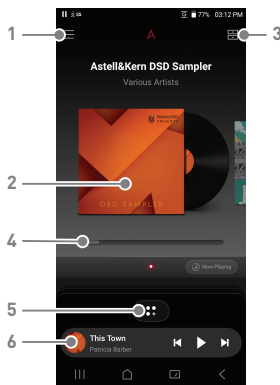 56
77% 03:12 PM
1
3
Astell&Kern DSD Sampler
Various Artists
2
DSD SAMPLER
4
Now Playing
5
6
This Town
Patricia Barber